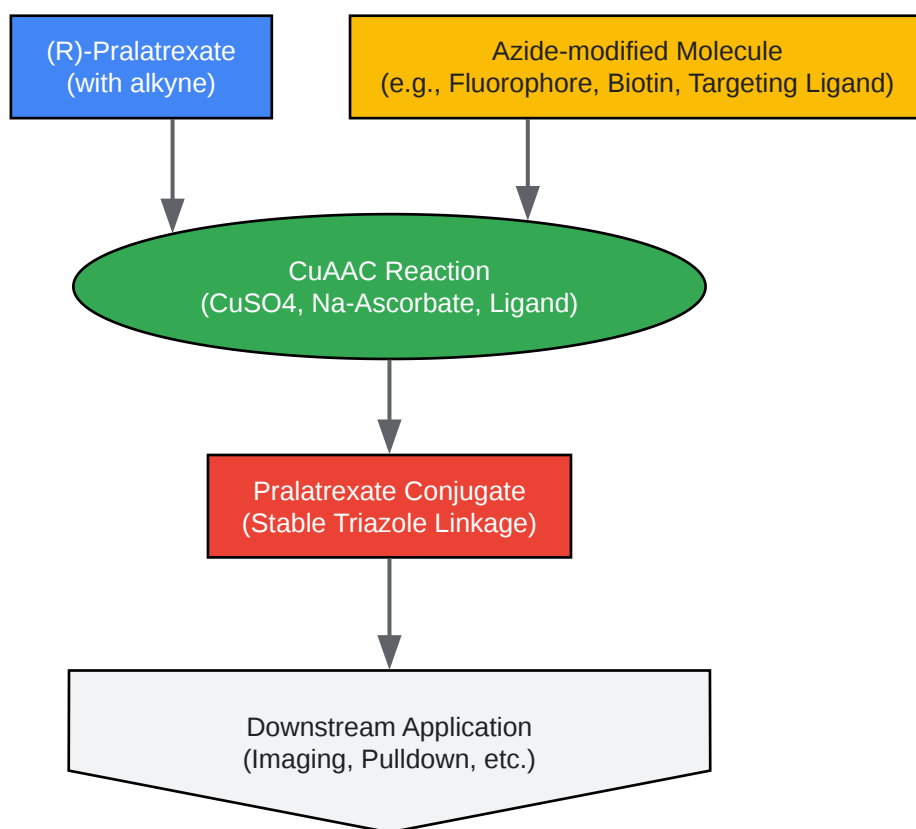 (R)-Pralatrexate
(with alkyne)
Azide-modified Molecule
(e.g., Fluorophore, Biotin, Targeting Ligand)
CuAAC Reaction
(CuSO4, Na-Ascorbate, Ligand)
Pralatrexate Conjugate
(Stable Triazole Linkage)
Downstream Application
(Imaging, Pulldown, etc.)